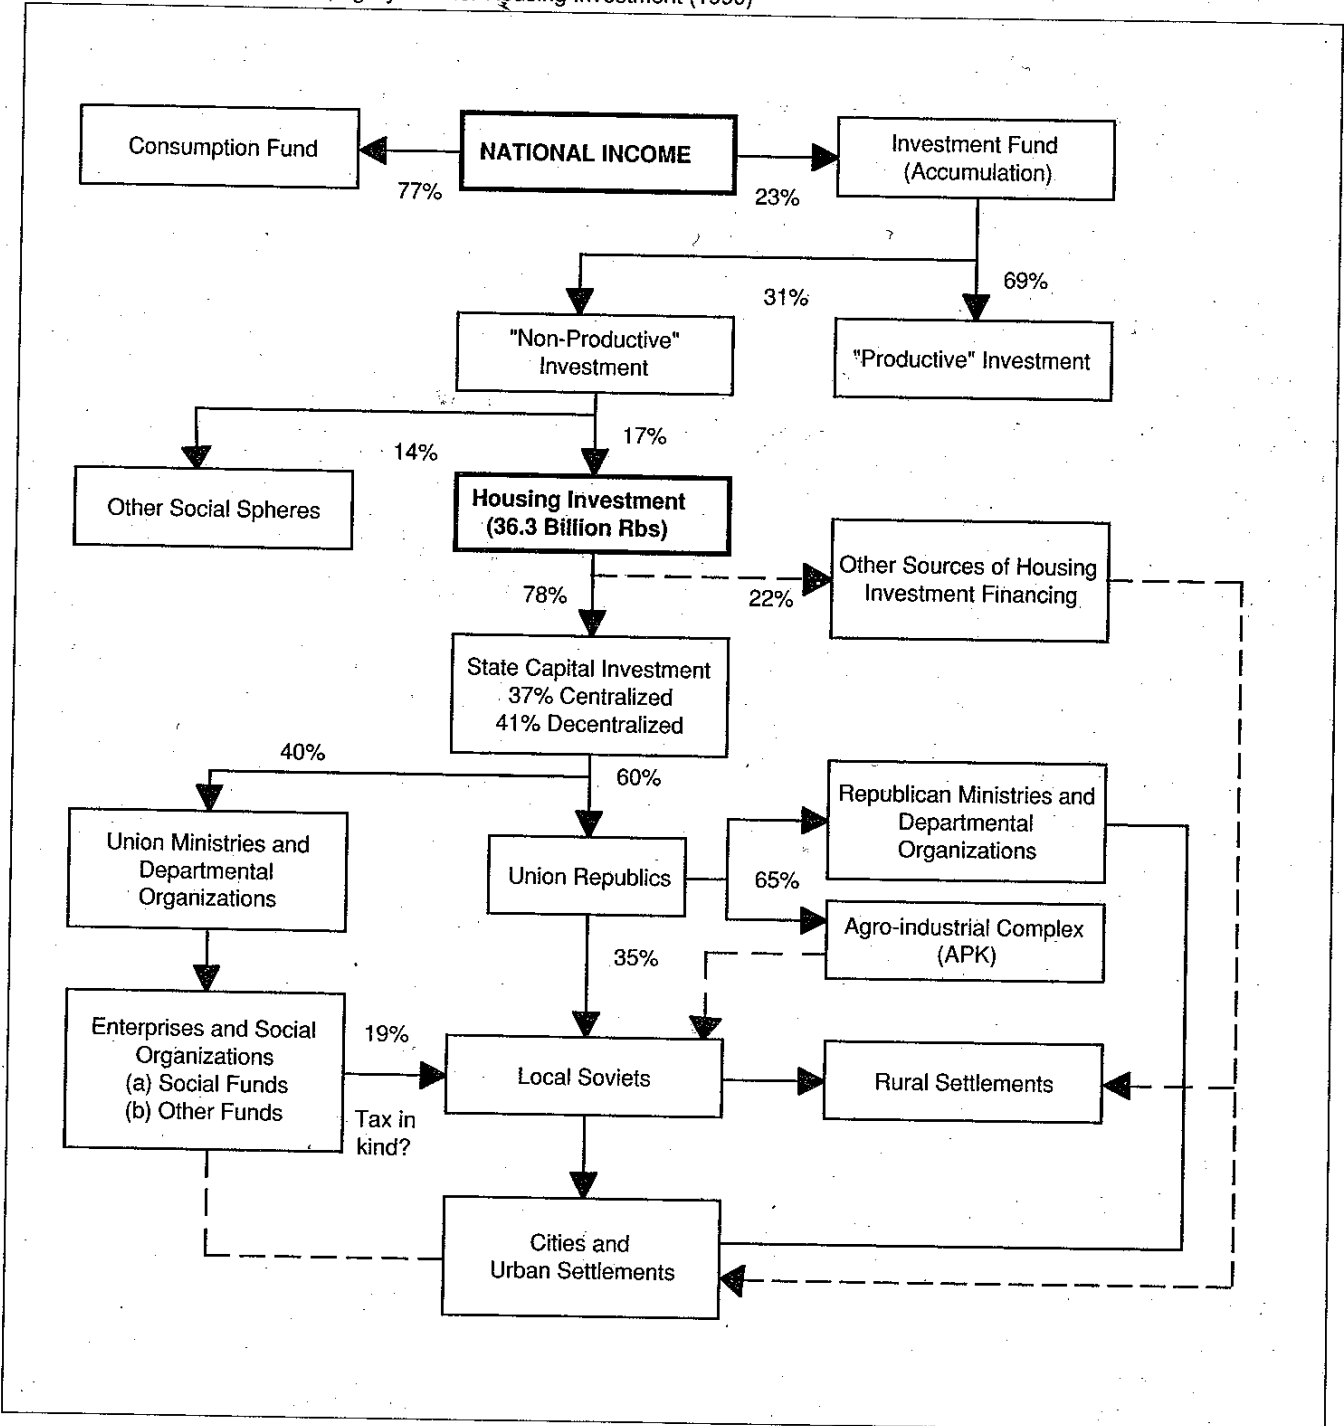 Housing Investment (1990)
Consumption Fund
NATIONAL INCOME
Investment Fund
(Accumulation)
77%
23%
31%
69%
"Non-Productive"
Investment
"Productive" Investment
14%
17%
Other Social Spheres
Housing Investment
(36.3 Billion Rbs)
Other Sources of Housing
Investment Financing
78%
22%
State Capital Investment
37% Centralized
41% Decentralized
40%
60%
Union Ministries and
Departmental
Organizations
Union Republics
65%
Republican Ministries and
Departmental
Organizations
Agro-industrial Complex
(APK)
35%
Enterprises and Social
Organizations
(a) Social Funds
(b) Other Funds
19%
Tax in
kind?
Local Soviets
Rural Settlements
Cities and
Urban Settlements